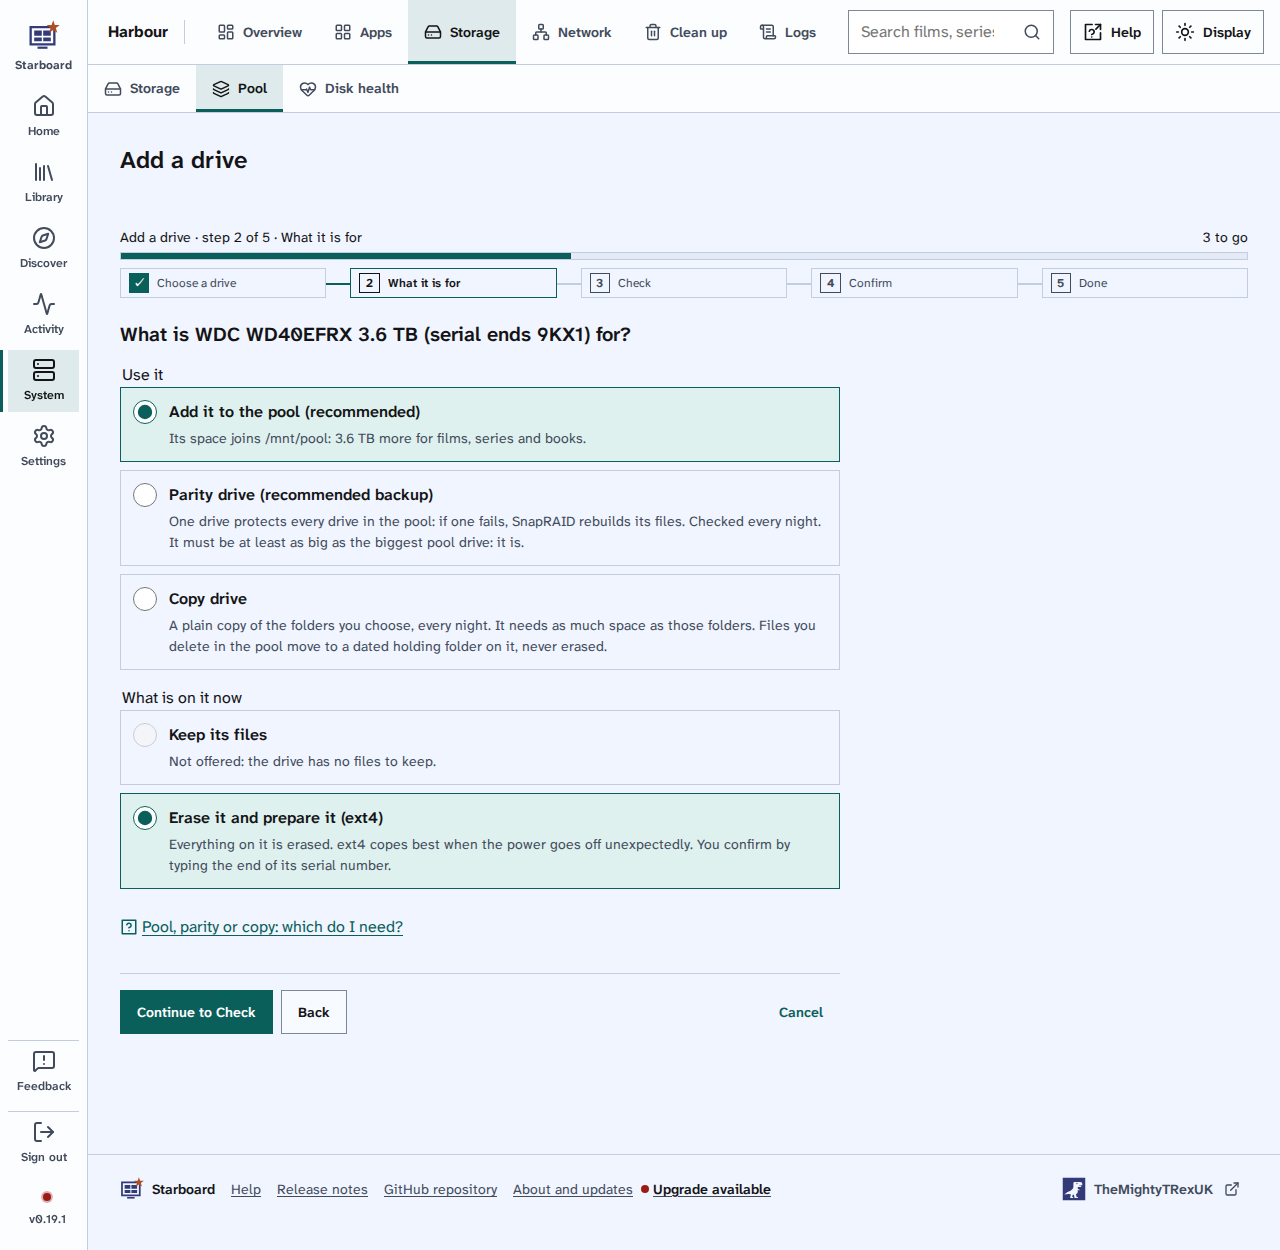 Starboard
Home
Library
Discover
Activity
System
Settings
Feedback
Sign out
v0.19.1
Harbour
Overview
Apps
Storage
Network
Clean up
Logs
Search films, series
Help
Display
Storage
Pool
Disk health
Add a drive
Add a drive · step 2 of 5 · What it is for
3 to go
Choose a drive
2 What it is for
3 Check
4 Confirm
5 Done
What is WDC WD40EFRX 3.6 TB (serial ends 9KX1) for?
Use it
Add it to the pool (recommended)
Its space joins /mnt/pool: 3.6 TB more for films, series and books.
Parity drive (recommended backup)
One drive protects every drive in the pool: if one fails, SnapRAID rebuilds its files. Checked every night.
It must be at least as big as the biggest pool drive: it is.
Copy drive
A plain copy of the folders you choose, every night. It needs as much space as those folders. Files you
delete in the pool move to a dated holding folder on it, never erased.
What is on it now
Keep its files
Not offered: the drive has no files to keep.
Erase it and prepare it (ext4)
Everything on it is erased. ext4 copes best when the power goes off unexpectedly. You confirm by
typing the end of its serial number.
Pool, parity or copy: which do I need?
Continue to Check
Back
Cancel
Starboard
Help
Release notes
GitHub repository
About and updates
Upgrade available
TheMightyTRexUK